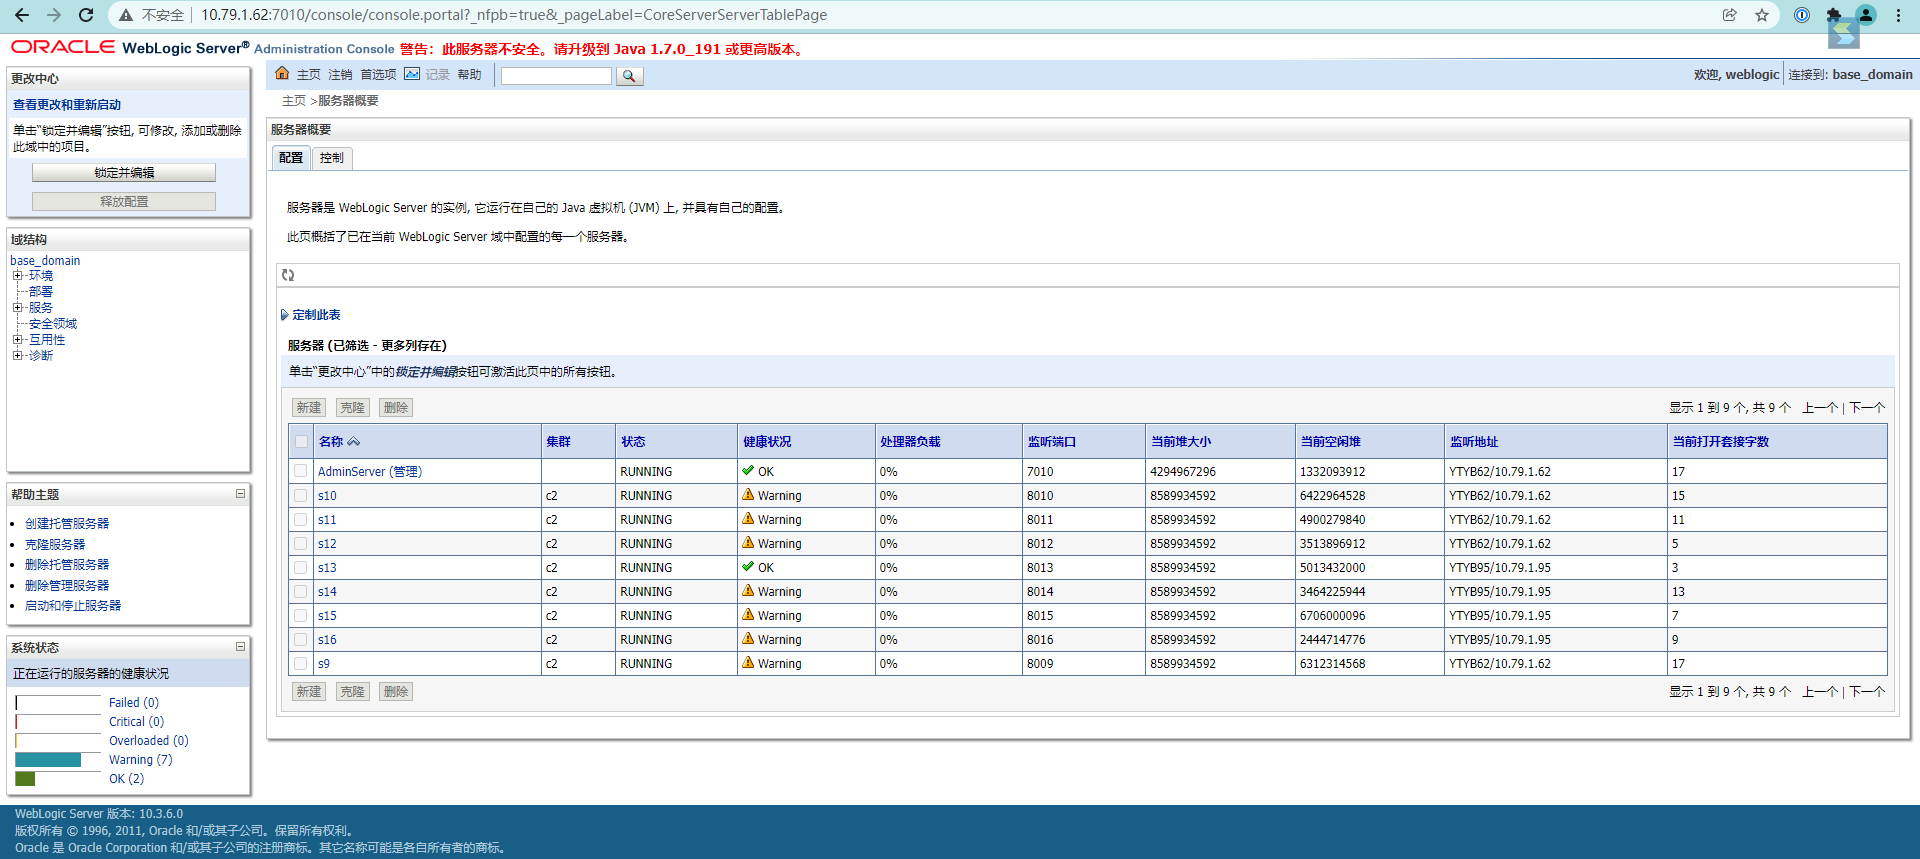 不安全 10.79.1.62:7010/console/console.portal?_nfpb=true&_pageLabel=CoreServerServerTablePage
ORACLE WebLogic Server® Administration Console 警告：此服务器不安全。请升级到 Java 1.7.0_191 或更高版本。
更改中心
查看更改和重新启动
单击“锁定并编辑”按钮, 可修改, 添加或删除
此域中的项目。
锁定并编辑
释放配置
域结构
base_domain
环境
部署
服务
安全领域
互用性
诊断
帮助主题
创建托管服务器
克隆服务器
删除托管服务器
删除管理服务器
启动和停止服务器
系统状态
正在运行的服务器的健康状况
Failed (0)
Critical (0)
Overloaded (0)
Warning (7)
OK (2)
主页 注销 首选项 记录 帮助
欢迎, weblogic 连接到: base_domain
主页 >服务器概要
服务器概要
配置 控制
服务器是 WebLogic Server 的实例, 它运行在自己的 Java 虚拟机 (JVM) 上, 并具有自己的配置。
此页概括了已在当前 WebLogic Server 域中配置的每一个服务器。
定制此表
服务器 (已筛选 - 更多列存在)
单击“更改中心”中的锁定并编辑按钮可激活此页中的所有按钮。
新建 克隆 删除 显示 1 到 9 个, 共 9 个 上一个 | 下一个
名称 集群 状态 健康状况 处理器负载 监听端口 当前堆大小 当前空闲堆 监听地址 当前打开套接字数
AdminServer (管理) RUNNING OK 0% 7010 4294967296 1332093912 YTYB62/10.79.1.62 17
s10 c2 RUNNING Warning 0% 8010 8589934592 6422964528 YTYB62/10.79.1.62 15
s11 c2 RUNNING Warning 0% 8011 8589934592 4900279840 YTYB62/10.79.1.62 11
s12 c2 RUNNING Warning 0% 8012 8589934592 3513896912 YTYB62/10.79.1.62 5
s13 c2 RUNNING OK 0% 8013 8589934592 5013432000 YTYB95/10.79.1.95 3
s14 c2 RUNNING Warning 0% 8014 8589934592 3464225944 YTYB95/10.79.1.95 13
s15 c2 RUNNING Warning 0% 8015 8589934592 6706000096 YTYB95/10.79.1.95 7
s16 c2 RUNNING Warning 0% 8016 8589934592 2444714776 YTYB95/10.79.1.95 9
s9 c2 RUNNING Warning 0% 8009 8589934592 6312314568 YTYB62/10.79.1.62 17
新建 克隆 删除 显示 1 到 9 个, 共 9 个 上一个 | 下一个
WebLogic Server 版本: 10.3.6.0
版权所有 © 1996, 2011, Oracle 和/或其子公司。保留所有权利。
Oracle 是 Oracle Corporation 和/或其子公司的注册商标。其它名称可能是各自所有者的商标。